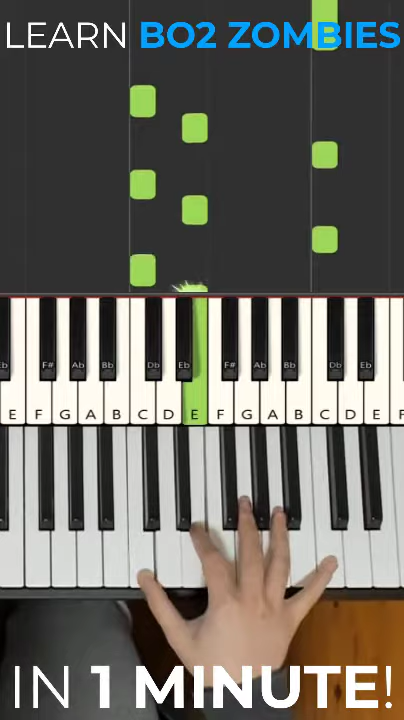 LEARN BO2 ZOMBIES
Eb F# Ab Bb Db Eb F# Ab Bb Db Eb
E F G A B C D E F G A B C D E F
IN 1 MINUTE!